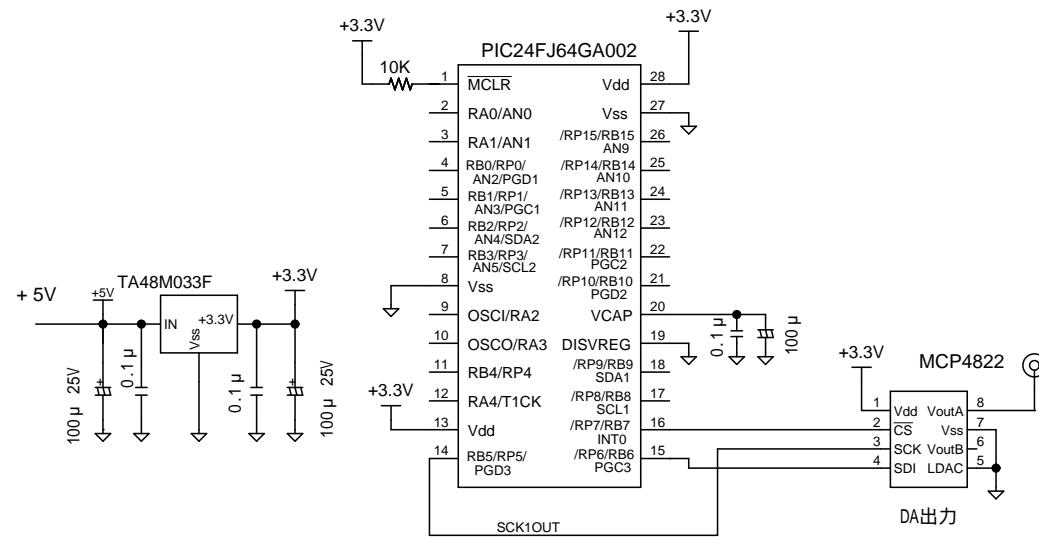 +3.3V
+3.3V
PIC24FJ64GA002
10K
1
MCLR
Vdd
28
2
RA0/AN0
Vss
27
3
RA1/AN1
/RP15/RB15
AN9
26
4
RB0/RP0/
AN2/PGD1
/RP14/RB14
AN10
25
5
RB1/RP1/
AN3/PGC1
/RP13/RB13
AN11
24
6
RB2/RP2/
AN4/SDA2
/RP12/RB12
AN12
23
7
RB3/RP3/
AN5/SCL2
/RP11/RB11
PGC2
22
8
Vss
/RP10/RB10
PGD2
21
9
OSCI/RA2
VCAP
20
10
OSCO/RA3
DISVREG
19
11
RB4/RP4
/RP9/RB9
SDA1
18
12
RA4/T1CK
/RP8/RB8
SCL1
17
13
Vdd
/RP7/RB7
INT0
16
14
RB5/RP5/
PGD3
/RP6/RB6
PGC3
15
+3.3V
SCK1OUT
0.1μ
100μ
+ 5V
+5V
TA48M033F
+3.3V
IN
+3.3V
Vss
100μ 25V
0.1μ
0.1μ
100μ 25V
+3.3V
MCP4822
1
Vdd
VoutA
8
2
CS
Vss
7
3
SCK
VoutB
6
4
SDI
LDAC
5
DA出力